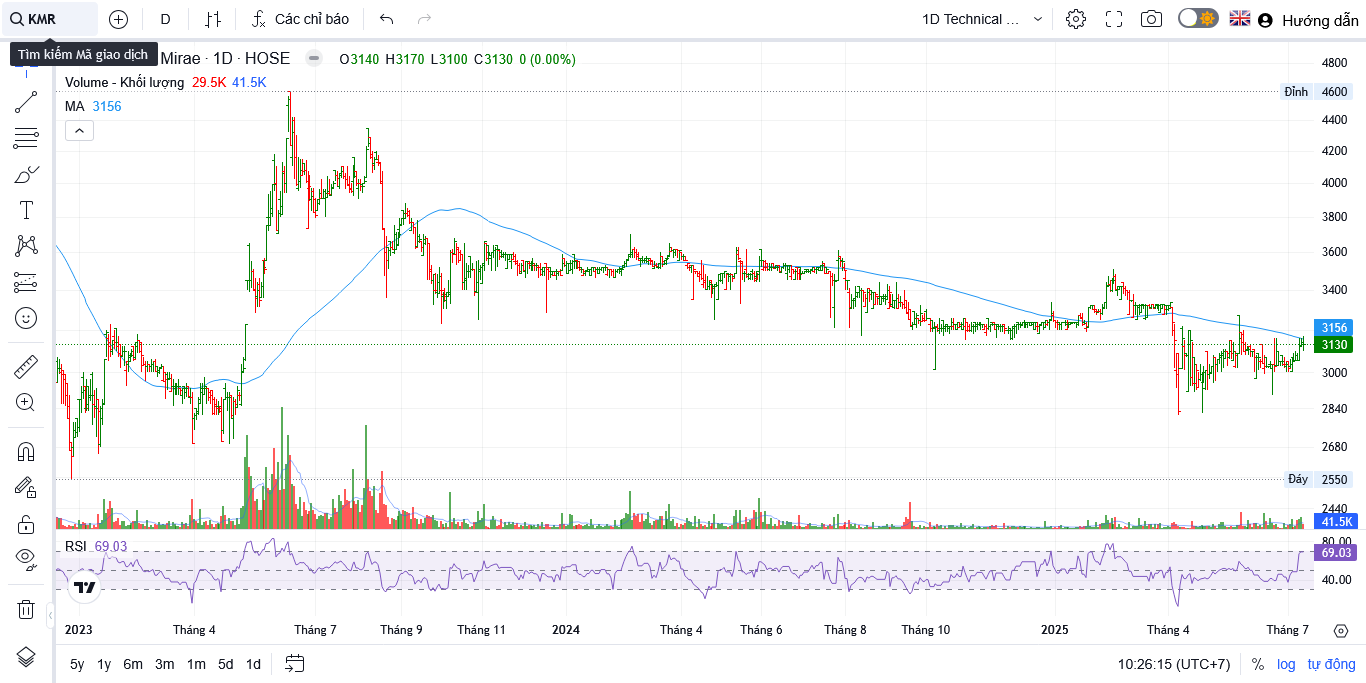 KMR
D
Các chỉ báo
1D Technical ...
Hướng dẫn
Tìm kiếm Mã giao dịch
Mirae · 1D · HOSE
O3140 H3170 L3100 C3130 0 (0.00%)
Volume - Khối lượng 29.5K 41.5K
MA 3156
4800
Đỉnh 4600
4400
4200
4000
3800
3600
3400
3156
3130
3000
2840
2680
Đáy 2550
2440
41.5K
RSI 69.03
80.00
69.03
40.00
2023 Tháng 4 Tháng 7 Tháng 9 Tháng 11 2024 Tháng 4 Tháng 6 Tháng 8 Tháng 10 2025 Tháng 4 Tháng 7
5y 1y 6m 3m 1m 5d 1d
10:26:15 (UTC+7) % log tự động